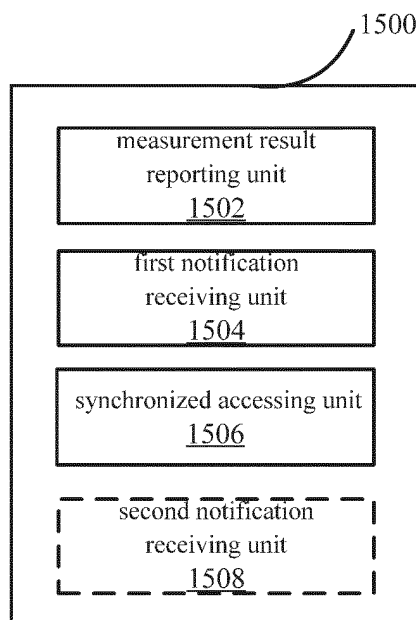 1500
measurement result
reporting unit
1502
first notification
receiving unit
1504
synchronized accessing unit
1506
second notification
receiving unit
1508